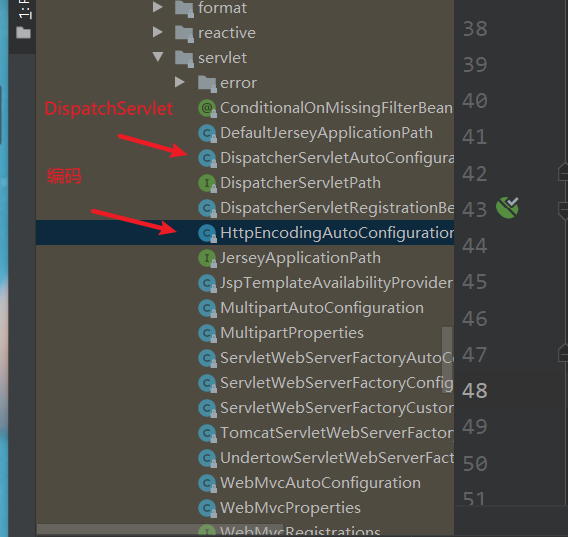 1:
format
reactive
servlet
error
ConditionalOnMissingFilterBean
DefaultJerseyApplicationPath
DispatchServlet
DispatcherServletAutoConfigura
DispatcherServletPath
编码
DispatcherServletRegistrationBe
HttpEncodingAutoConfiguration
JerseyApplicationPath
JspTemplateAvailabilityProvider
MultipartAutoConfiguration
MultipartProperties
ServletWebServerFactoryAutoC
ServletWebServerFactoryConfig
ServletWebServerFactoryCustor
TomcatServletWebServerFactor
UndertowServletWebServerFact
WebMvcAutoConfiguration
WebMvcProperties
WebMvcRegistrations
38
39
40
41
42
43
44
45
46
47
48
49
50
51